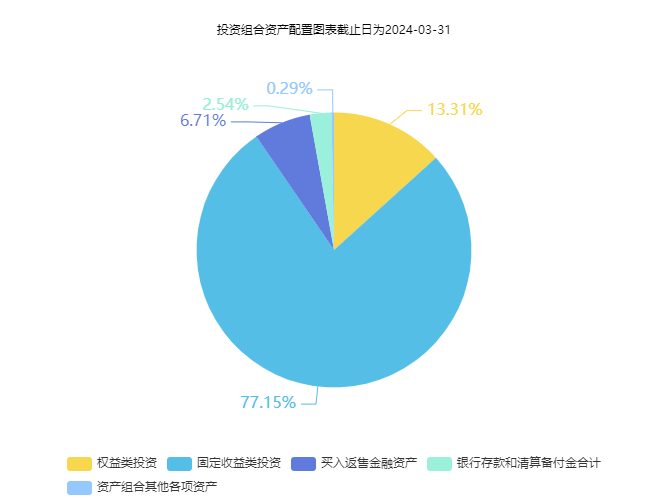 投资组合资产配置图表截止日为2024-03-31
0.29%
2.54%
13.31%
6.71%
77.15%
权益类投资 固定收益类投资 买入返售金融资产 银行存款和清算备付金合计
资产组合其他各项资产